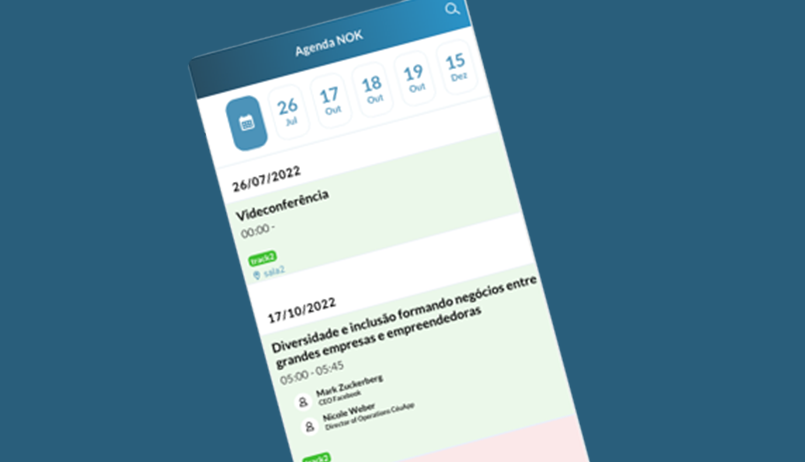 Agenda NOK
26 Jul
17 Out
18 Out
19 Out
15 Dez
26/07/2022
Videconferência
00:00 -
track2
sala2
17/10/2022
Diversidade e inclusão formando negócios entre
grandes empresas e empreendedoras
05:00 - 05:45
Mark Zuckerberg
CEO Facebook
Nicole Weber
Director of Operations CéuApp
track2